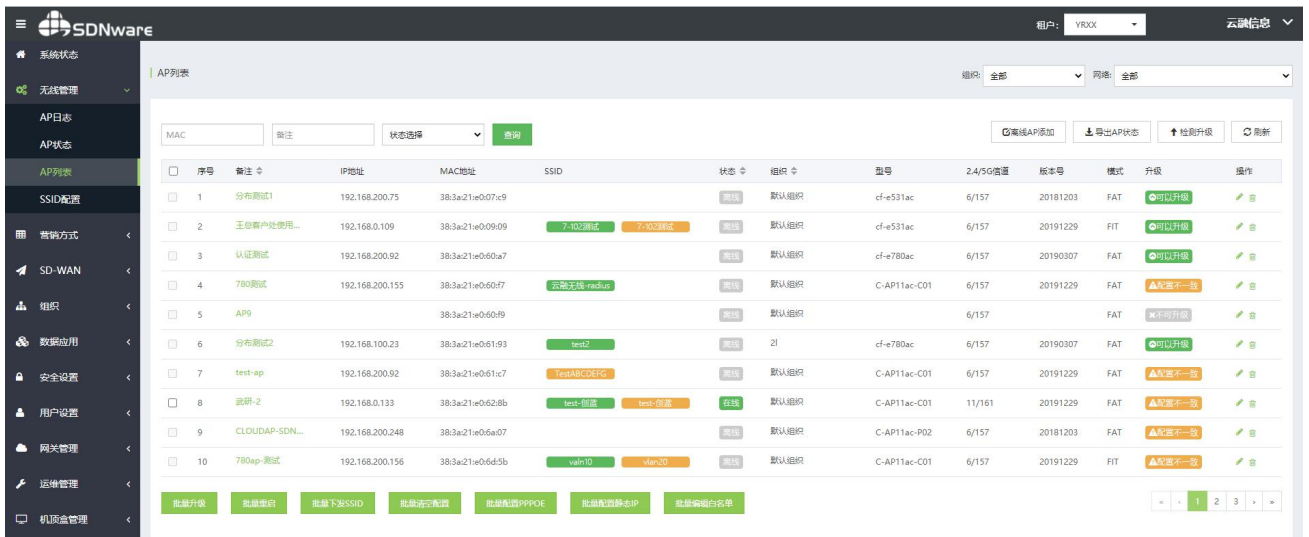 SDNware 租户: YRXX 云融信息
系统状态
无线管理
AP日志
AP状态
AP列表
SSID配置
营销方式
SD-WAN
组织
数据应用
安全设置
用户设置
网关管理
运维管理
机顶盒管理
AP列表 组织: 全部 网络: 全部
MAC 备注 状态选择 查询 离线AP添加 导出AP状态 检测升级 刷新
序号 备注 IP地址 MAC地址 SSID 状态 组织 型号 2.4/5G信道 版本号 模式 升级 操作
1 分布测试1 192.168.200.75 38:3a:21:e0:07:c9 离线 默认组织 cf-e531ac 6/157 20181203 FAT 可以升级
2 王总客户处使用... 192.168.0.109 38:3a:21:e0:09:09 7-102测试 7-102测试 离线 默认组织 cf-e531ac 6/157 20191229 FIT 可以升级
3 认证测试 192.168.200.92 38:3a:21:e0:60:a7 离线 默认组织 cf-e780ac 6/157 20190307 FAT 可以升级
4 780测试 192.168.200.155 38:3a:21:e0:60:f7 云融无线-radius 离线 默认组织 C-AP11ac-C01 6/157 20191229 FAT 配置不一致
5 AP9 38:3a:21:e0:60:f9 离线 默认组织 6/157 FAT 不可升级
6 分布测试2 192.168.100.23 38:3a:21:e0:61:93 test2 离线 2l cf-e780ac 6/157 20190307 FAT 可以升级
7 test-ap 192.168.200.92 38:3a:21:e0:61:c7 TestABCDEFG 离线 默认组织 C-AP11ac-C01 6/157 20191229 FAT 配置不一致
8 武研-2 192.168.0.133 38:3a:21:e0:62:8b test-创蓝 test-创蓝 在线 默认组织 C-AP11ac-C01 11/161 20191229 FAT 配置不一致
9 CLOUDAP-SDN... 192.168.200.248 38:3a:21:e0:6a:07 离线 默认组织 C-AP11ac-P02 6/157 20181203 FAT 配置不一致
10 780ap-测试 192.168.200.156 38:3a:21:e0:6d:5b valn10 vlan20 离线 默认组织 C-AP11ac-C01 6/157 20191229 FIT 配置不一致
批量升级 批量重启 批量下发SSID 批量清空配置 批量配置PPPOE 批量配置静态IP 批量编辑白名单 « ‹ 1 2 3 › »